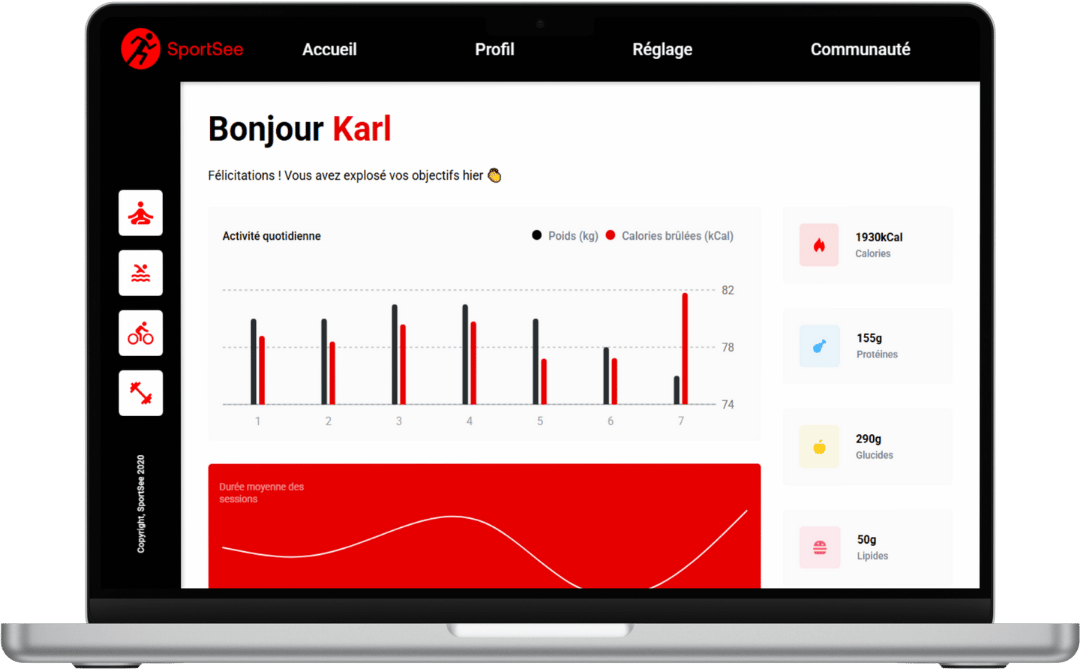 SportSee
Accueil
Profil
Réglage
Communauté
Bonjour Karl
Félicitations ! Vous avez explosé vos objectifs hier 👏
Activité quotidienne
Poids (kg)
Calories brûlées (kCal)
82
78
74
1
2
3
4
5
6
7
1930kCal
Calories
155g
Protéines
290g
Glucides
50g
Lipides
Durée moyenne des
sessions
Copyright, SportSee 2020